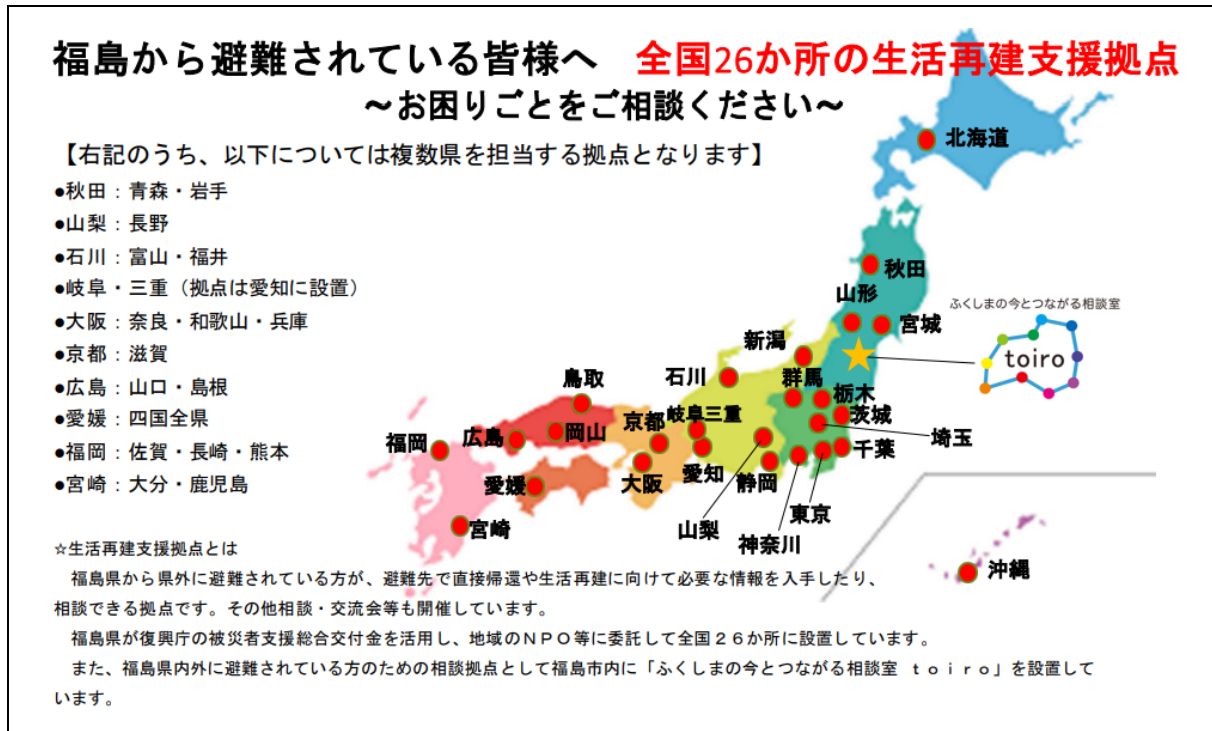 福島から避難されている皆様へ 全国26か所の生活再建支援拠点
～お困りごとをご相談ください～
【右記のうち、以下については複数県を担当する拠点となります】
●秋田：青森・岩手
●山梨：長野
●石川：富山・福井
●岐阜・三重（拠点は愛知に設置）
●大阪：奈良・和歌山・兵庫
●京都：滋賀
●広島：山口・島根
●愛媛：四国全県
●福岡：佐賀・長崎・熊本
●宮崎：大分・鹿児島
北海道
秋田
山形
宮城
ふくしまの今とつながる相談室
toiro
新潟
石川
群馬
栃木
鳥取
茨城
岐阜三重
京都
埼玉
福岡
広島
岡山
千葉
愛知
大阪
静岡
愛媛
東京
山梨
神奈川
宮崎
沖縄
☆生活再建支援拠点とは
福島県から県外に避難されている方が、避難先で直接帰還や生活再建に向けて必要な情報を入手したり、
相談できる拠点です。その他相談・交流会等も開催しています。
福島県が復興庁の被災者支援総合交付金を活用し、地域のＮＰＯ等に委託して全国２６か所に設置しています。
また、福島県内外に避難されている方のための相談拠点として福島市内に「ふくしまの今とつながる相談室 ｔｏｉｒｏ」を設置して
います。